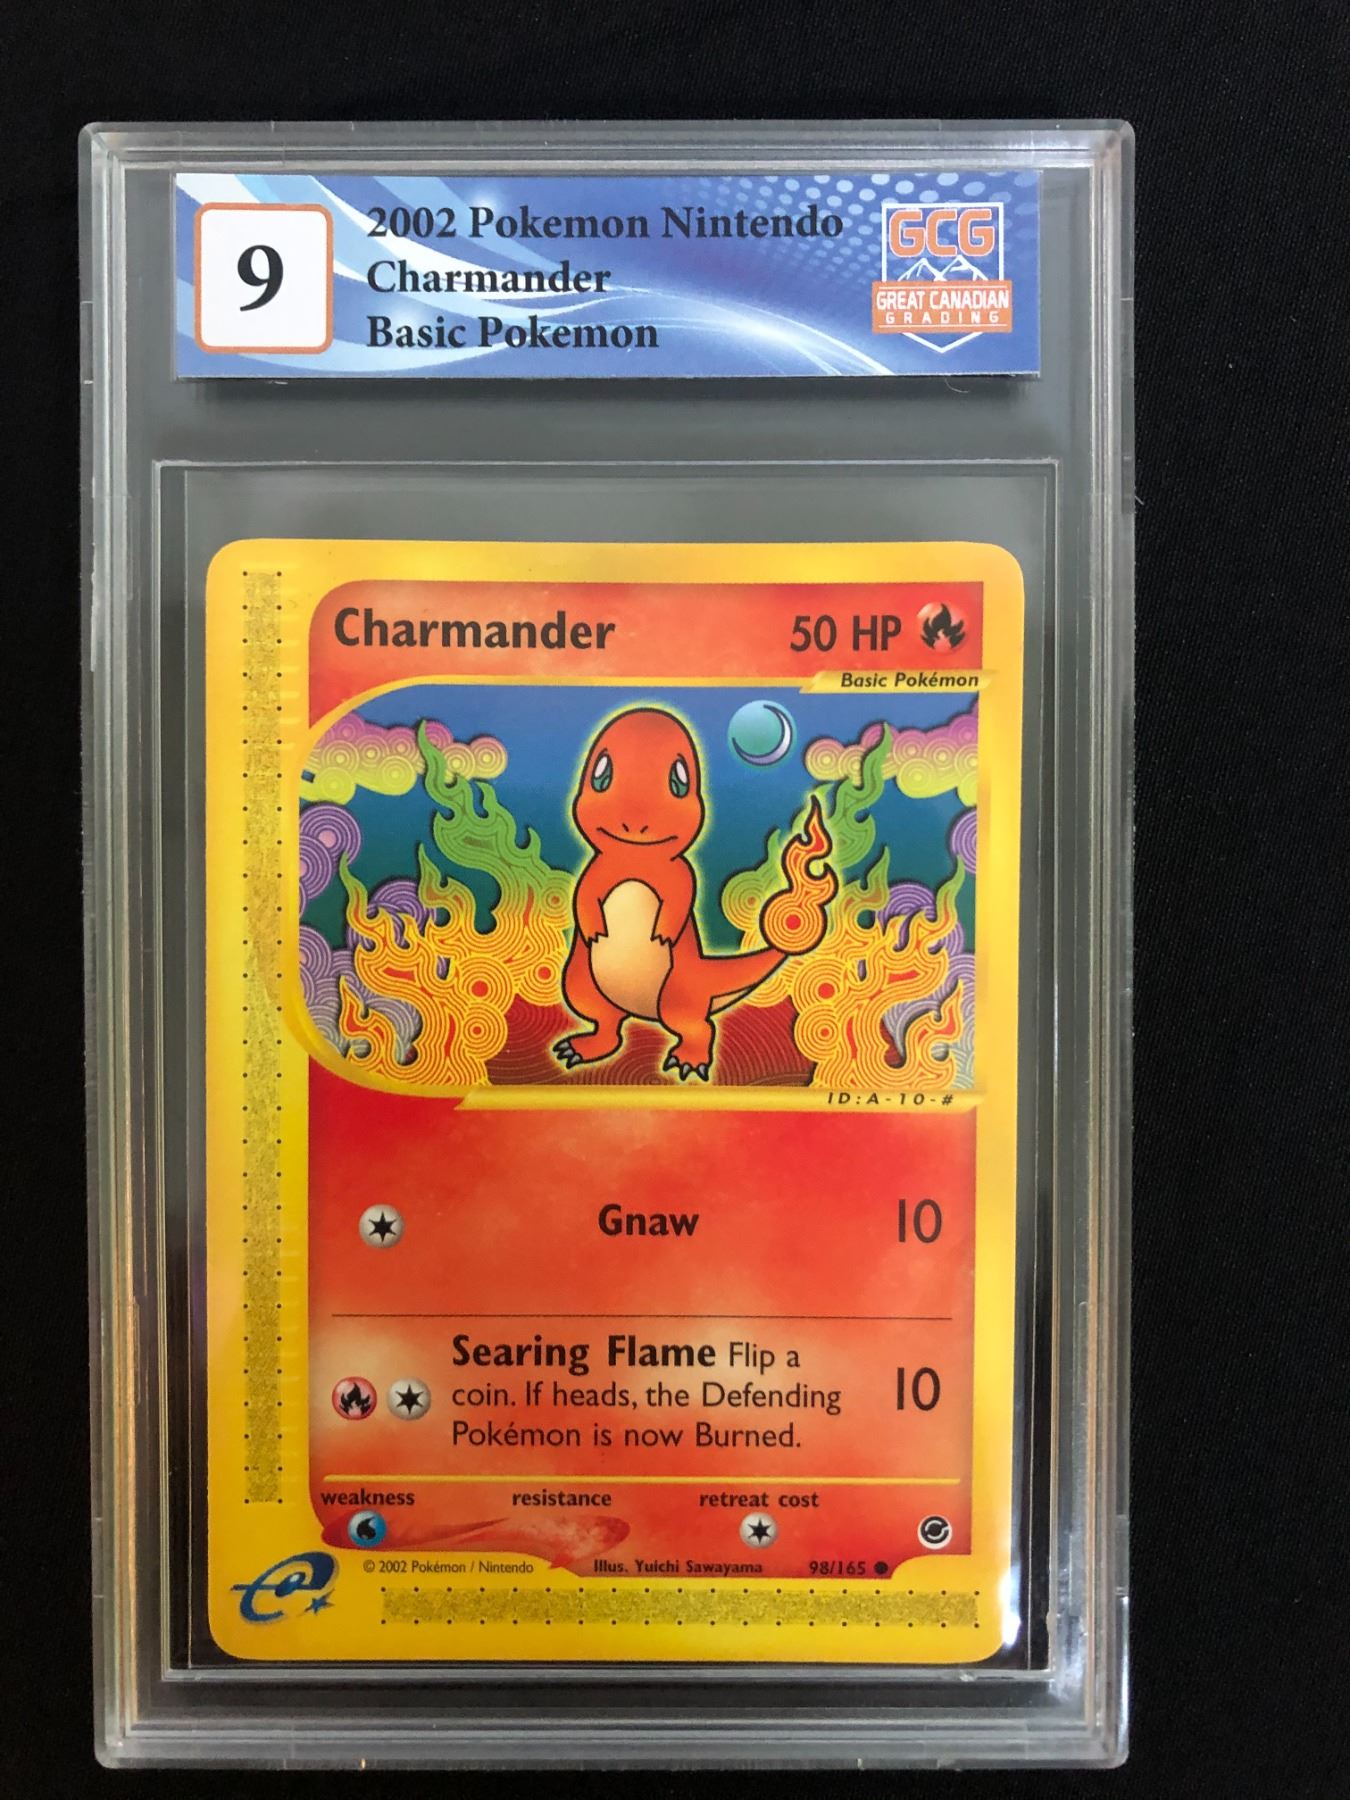 9
2002 Pokemon Nintendo
Charmander
Basic Pokemon
GCG
GREAT CANADIAN
GRADING
Charmander 50 HP
Basic Pokémon
ID:A-10-#
Gnaw 10
Searing Flame Flip a
coin. If heads, the Defending
Pokémon is now Burned.
10
weakness resistance retreat cost
© 2002 Pokémon / Nintendo Illus. Yuichi Sawayama 98/165 ●
e